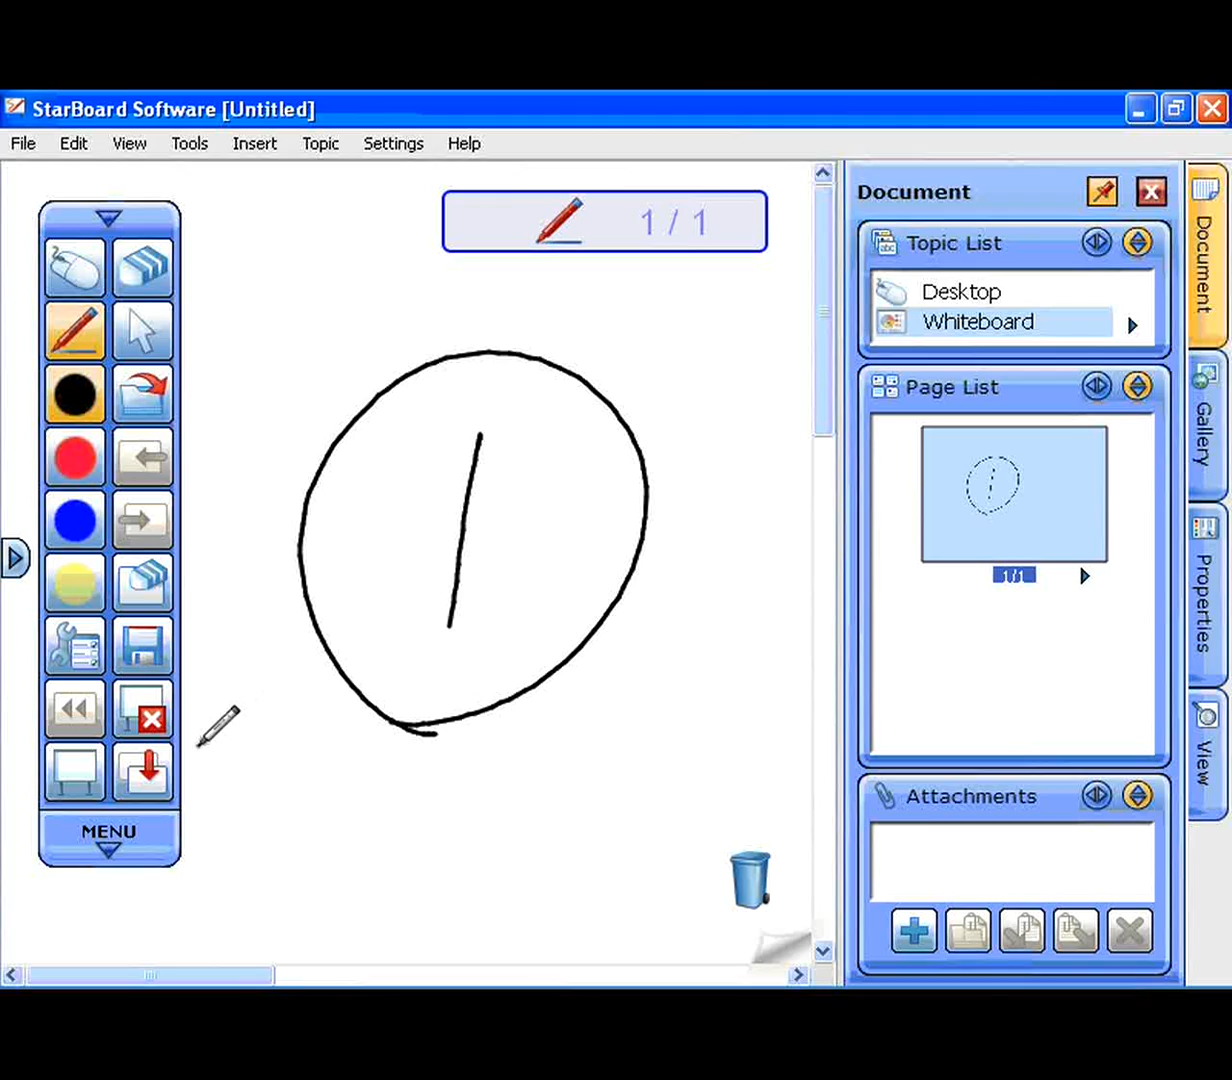 StarBoard Software [Untitled]
File Edit View Tools Insert Topic Settings Help
1 / 1
MENU
Document
Topic List
Desktop
Whiteboard
Page List
1/1
Attachments
Document
Gallery
Properties
View